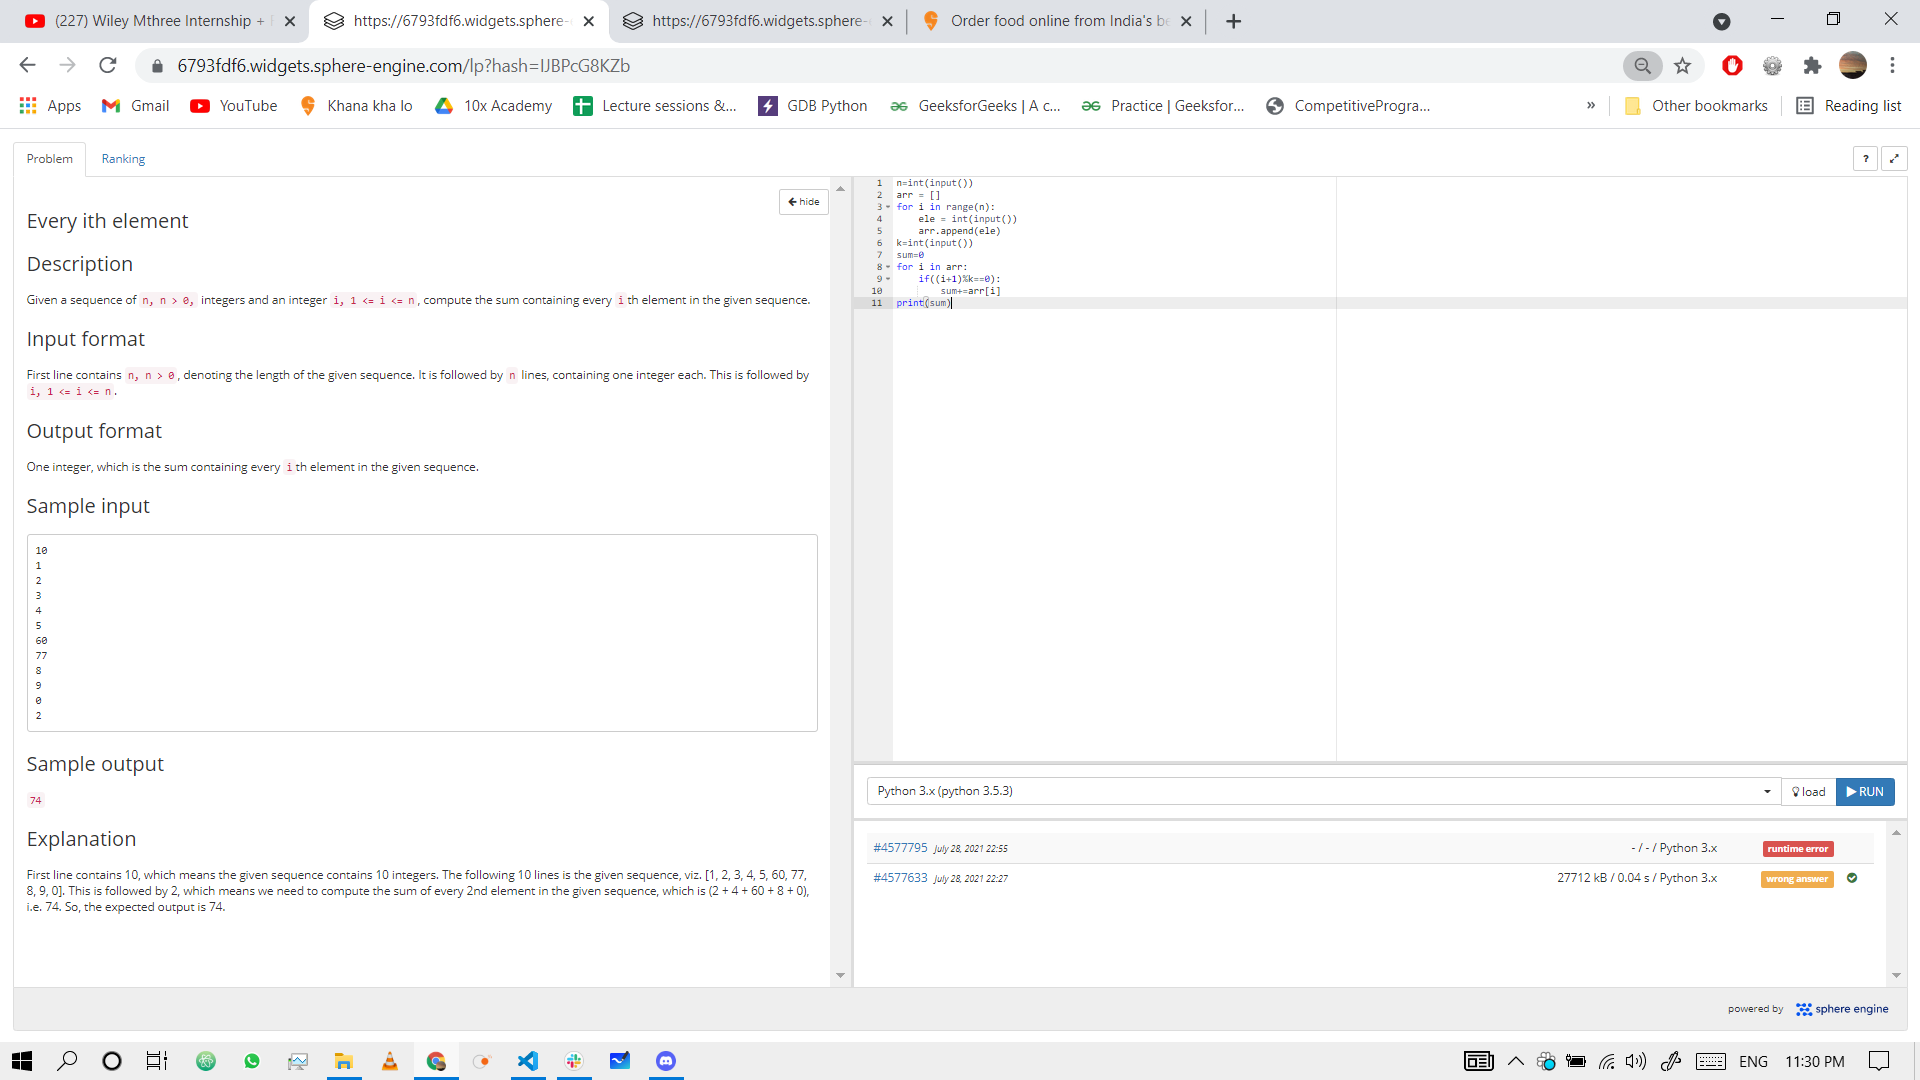 (227) Wiley Mthree Internship +
https://6793fdf6.widgets.sphere-
https://6793fdf6.widgets.sphere-
Order food online from India's be
6793fdf6.widgets.sphere-engine.com/lp?hash=IJBPcG8KZb
Apps
Gmail
YouTube
Khana kha lo
10x Academy
Lecture sessions &...
GDB Python
GeeksforGeeks | A c...
Practice | Geeksfor...
CompetitiveProgra...
»
Other bookmarks
Reading list
Problem
Ranking
?
hide
Every ith element
Description
Given a sequence of n, n > 0, integers and an integer i, 1 <= i <= n, compute the sum containing every i th element in the given sequence.
Input format
First line contains n, n > 0, denoting the length of the given sequence. It is followed by n lines, containing one integer each. This is followed by
i, 1 <= i <= n.
Output format
One integer, which is the sum containing every i th element in the given sequence.
Sample input
10
1
2
3
4
5
60
77
8
9
0
2
Sample output
74
Explanation
First line contains 10, which means the given sequence contains 10 integers. The following 10 lines is the given sequence, viz. [1, 2, 3, 4, 5, 60, 77,
8, 9, 0]. This is followed by 2, which means we need to compute the sum of every 2nd element in the given sequence, which is (2 + 4 + 60 + 8 + 0),
i.e. 74. So, the expected output is 74.
1 n=int(input())
2 arr = []
3 for i in range(n):
4     ele = int(input())
5     arr.append(ele)
6 k=int(input())
7 sum=0
8 for i in arr:
9     if((i+1)%k==0):
10         sum+=arr[i]
11 print(sum)
Python 3.x (python 3.5.3)
load
RUN
#4577795 July 28, 2021 22:55
- / - / Python 3.x
runtime error
#4577633 July 28, 2021 22:27
27712 kB / 0.04 s / Python 3.x
wrong answer
powered by
sphere engine
ENG
11:30 PM